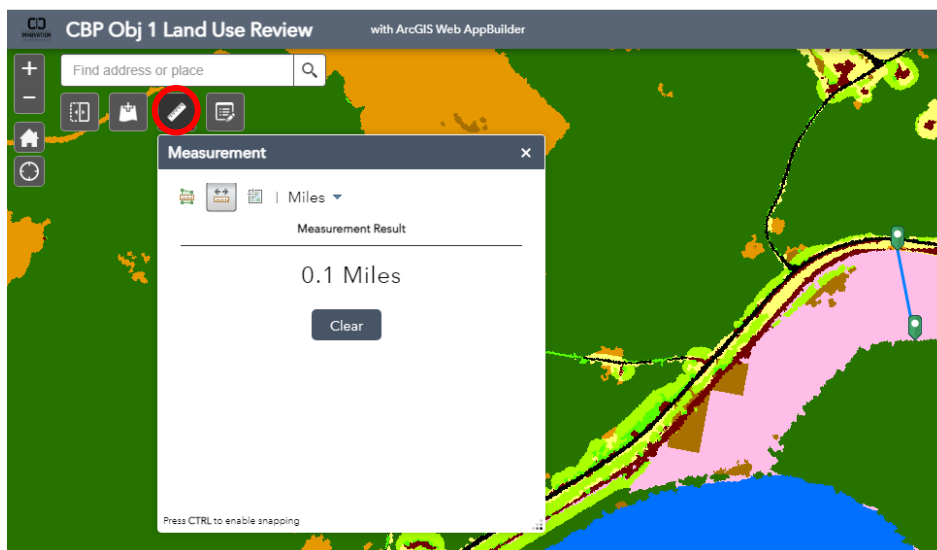 INNOVATION
CBP Obj 1 Land Use Review
with ArcGIS Web AppBuilder
Find address or place
Measurement
Miles
Measurement Result
0.1 Miles
Clear
Press CTRL to enable snapping